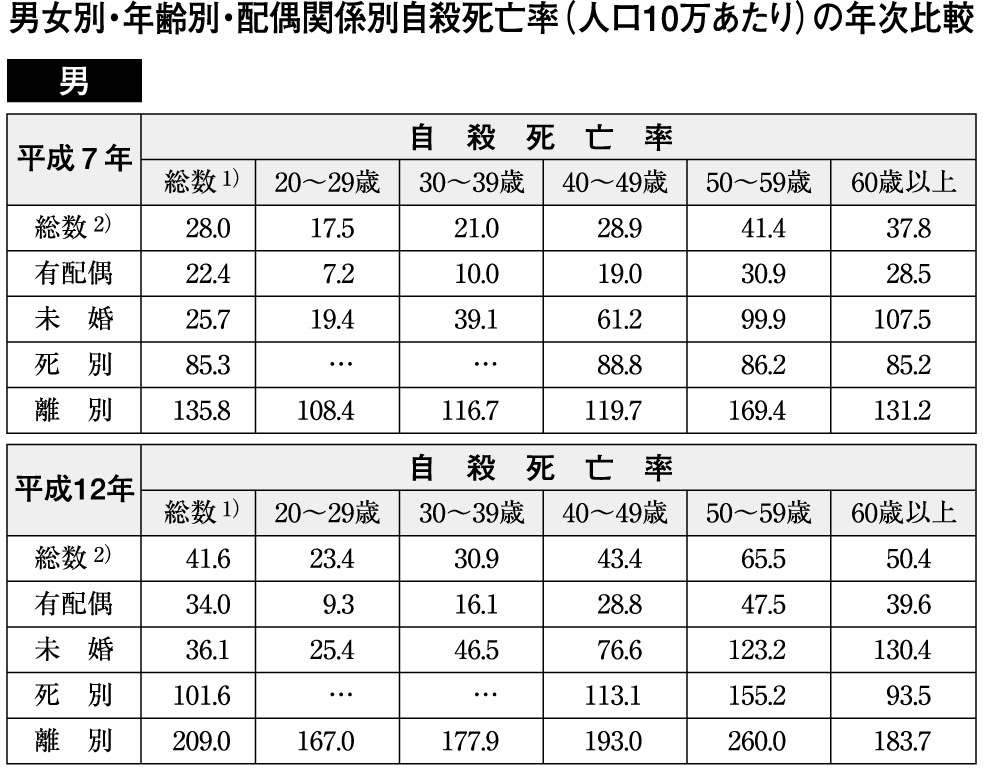 男女別・年齢別・配偶関係別自殺死亡率（人口10万あたり）の年次比較
男
平成7年 自殺死亡率
総数1) 20〜29歳 30〜39歳 40〜49歳 50〜59歳 60歳以上
総数2) 28.0 17.5 21.0 28.9 41.4 37.8
有配偶 22.4 7.2 10.0 19.0 30.9 28.5
未婚 25.7 19.4 39.1 61.2 99.9 107.5
死別 85.3 … … 88.8 86.2 85.2
離別 135.8 108.4 116.7 119.7 169.4 131.2
平成12年 自殺死亡率
総数1) 20〜29歳 30〜39歳 40〜49歳 50〜59歳 60歳以上
総数2) 41.6 23.4 30.9 43.4 65.5 50.4
有配偶 34.0 9.3 16.1 28.8 47.5 39.6
未婚 36.1 25.4 46.5 76.6 123.2 130.4
死別 101.6 … … 113.1 155.2 93.5
離別 209.0 167.0 177.9 193.0 260.0 183.7